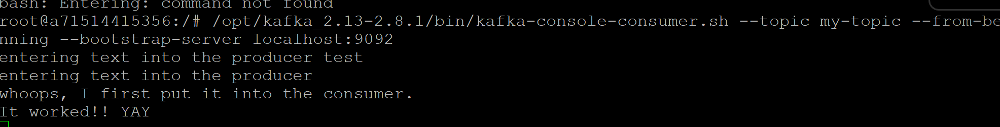 bash: Entering: command not found
root@a71514415356:/# /opt/kafka_2.13-2.8.1/bin/kafka-console-consumer.sh --topic my-topic --from-be
nning --bootstrap-server localhost:9092
entering text into the producer test
entering text into the producer
whoops, I first put it into the consumer.
It worked!! YAY